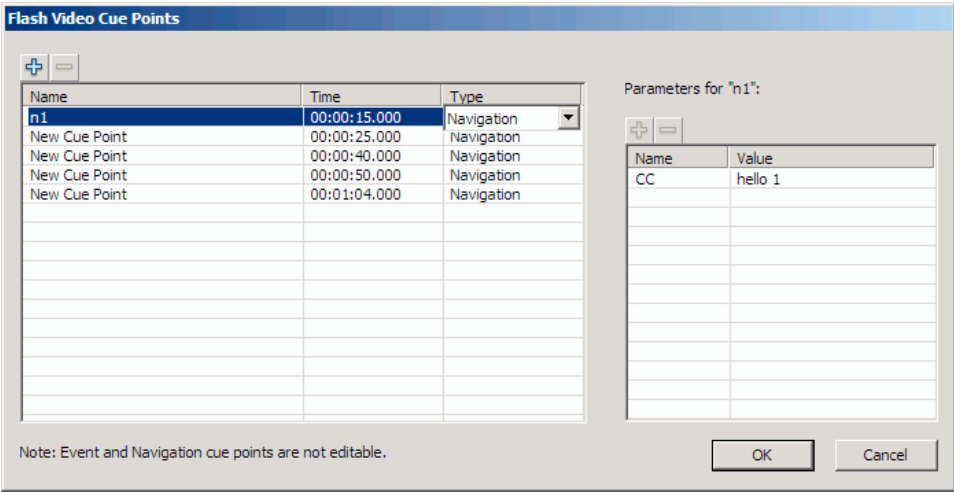 Flash Video Cue Points
Name Time Type
n1 00:00:15.000 Navigation
New Cue Point 00:00:25.000 Navigation
New Cue Point 00:00:40.000 Navigation
New Cue Point 00:00:50.000 Navigation
New Cue Point 00:01:04.000 Navigation
Parameters for "n1":
Name Value
CC hello 1
Note: Event and Navigation cue points are not editable.
OK Cancel